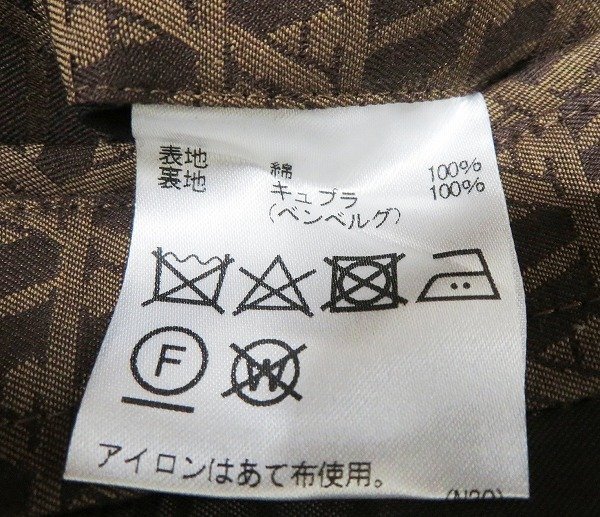 表地 綿 100%
裏地 キュプラ 100%
(ベンベルグ)
F W
アイロンはあて布使用。